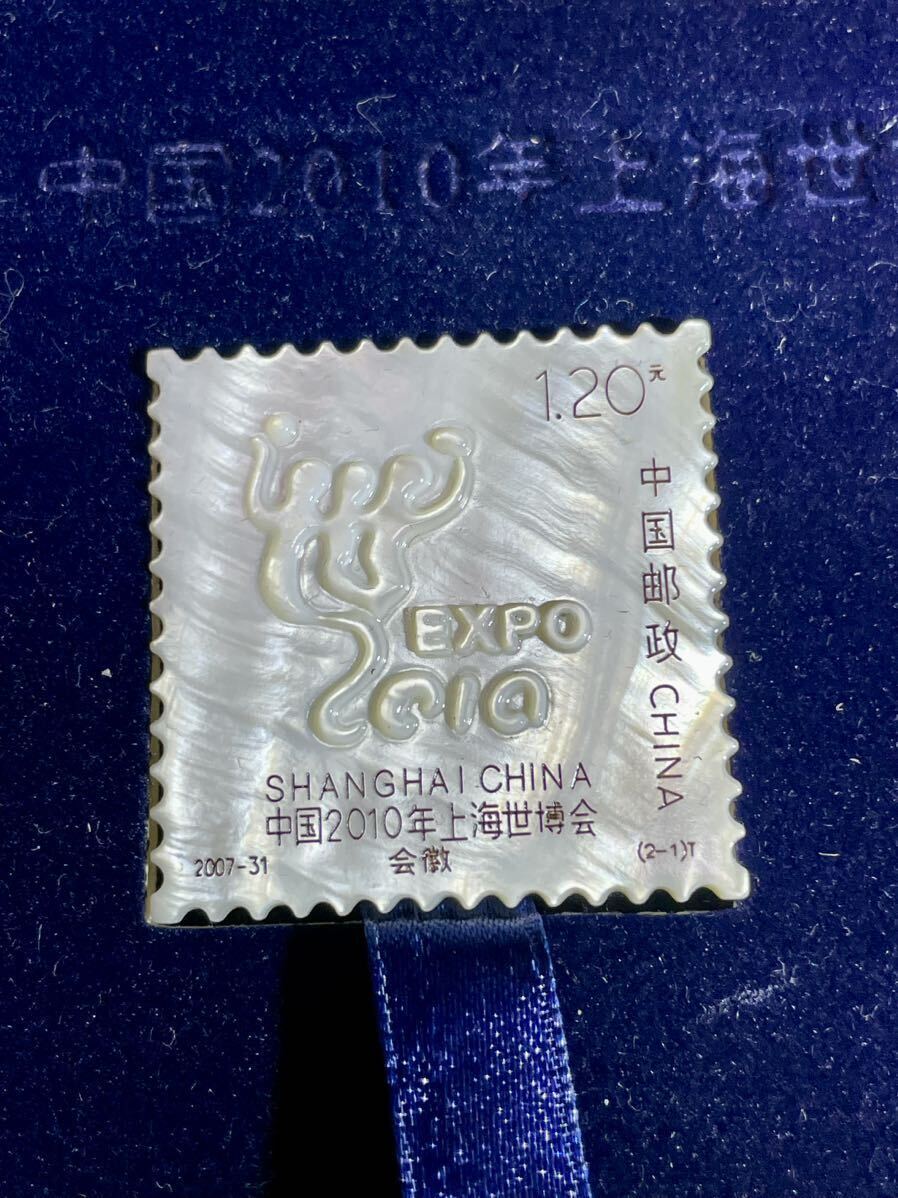 中国2010年上海世
1.20元
中国邮政 CHINA
EXPO
2010
SHANGHAI CHINA
中国2010年上海世博会
会徽
2007-31
(2-1)T